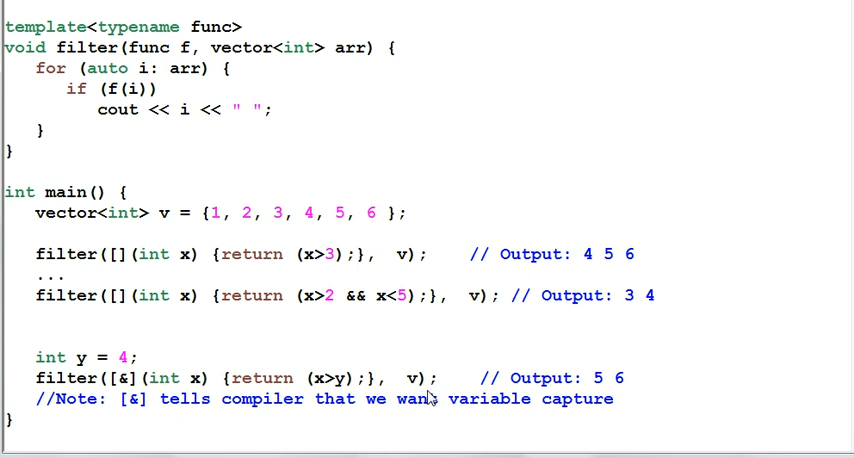 template<typename func>
void filter(func f, vector<int> arr) {
for (auto i: arr) {
if (f(i))
cout << i << " ";
}
}
int main() {
vector<int> v = {1, 2, 3, 4, 5, 6 };
filter([](int x) {return (x>3);}, v); // Output: 4 5 6
...
filter([](int x) {return (x>2 && x<5);}, v); // Output: 3 4
int y = 4;
filter([&](int x) {return (x>y);}, v); // Output: 5 6
//Note: [&] tells compiler that we want variable capture
}